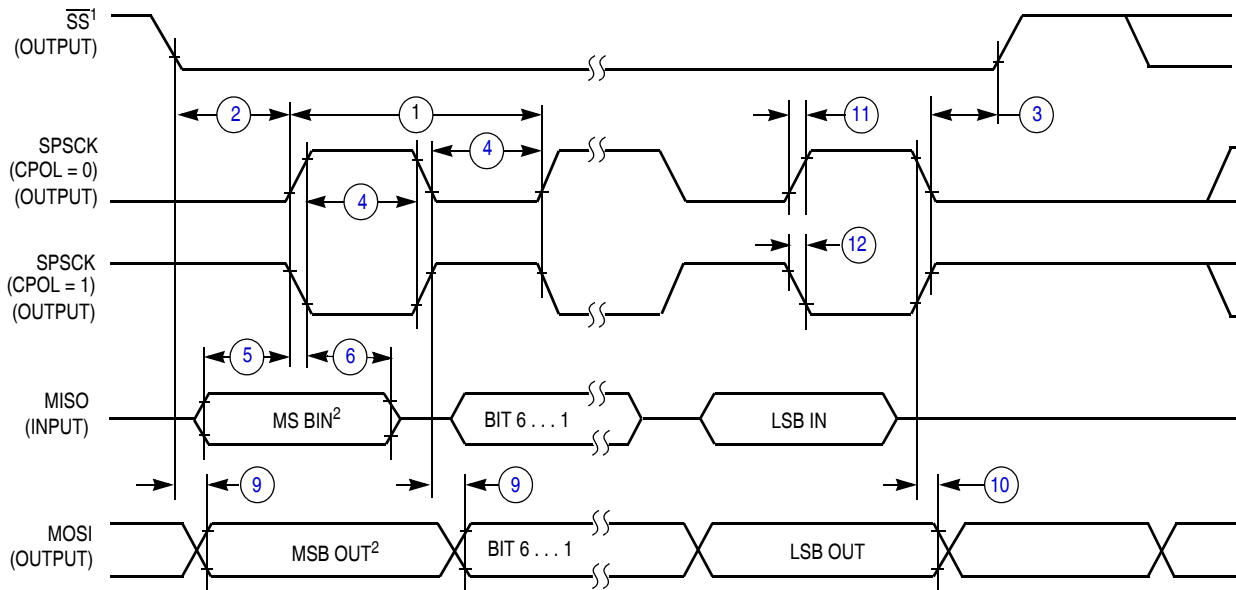 SS¹
(OUTPUT)
2
1
11
3
SPSCK
(CPOL = 0)
(OUTPUT)
4
4
SPSCK
(CPOL = 1)
(OUTPUT)
12
5
6
MISO
(INPUT)
MS BIN²
BIT 6 . . . 1
LSB IN
9
9
10
MOSI
(OUTPUT)
MSB OUT²
BIT 6 . . . 1
LSB OUT